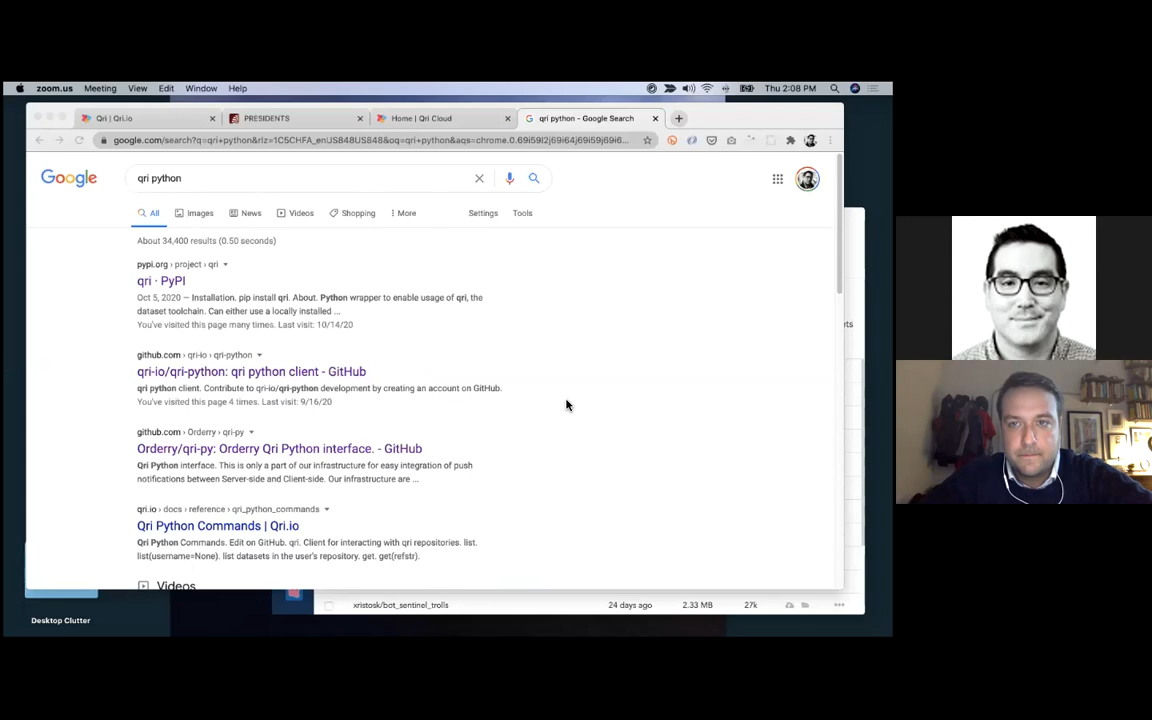 zoom.us Meeting View Edit Window Help Thu 2:08 PM
Qri | Qri.io PRESIDENTS Home | Qri Cloud qri python - Google Search
google.com/search?q=qri+python&rlz=1C5CHFA_enUS848US848&oq=qri+python&aqs=chrome.0.69i59l2j69i64j69i59j69i6...
Google qri python
All Images News Videos Shopping More Settings Tools
About 34,400 results (0.50 seconds)
pypi.org › project › qri
qri · PyPI
Oct 5, 2020 — Installation. pip install qri. About. Python wrapper to enable usage of qri, the
dataset toolchain. Can either use a locally installed ...
You've visited this page many times. Last visit: 10/14/20
github.com › qri-io › qri-python
qri-io/qri-python: qri python client - GitHub
qri python client. Contribute to qri-io/qri-python development by creating an account on GitHub.
You've visited this page 4 times. Last visit: 9/16/20
github.com › Orderry › qri-py
Orderry/qri-py: Orderry Qri Python interface. - GitHub
Qri Python interface. This is only a part of our infrastructure for easy integration of push
notifications between Server-side and Client-side. Our infrastructure are ...
qri.io › docs › reference › qri_python_commands
Qri Python Commands | Qri.io
Qri Python Commands. Edit on GitHub. qri. Client for interacting with qri repositories. list.
list(username=None). list datasets in the user's repository. get. get(refstr).
Videos
xristosk/bot_sentinel_trolls 24 days ago 2.33 MB 27k
Desktop Clutter